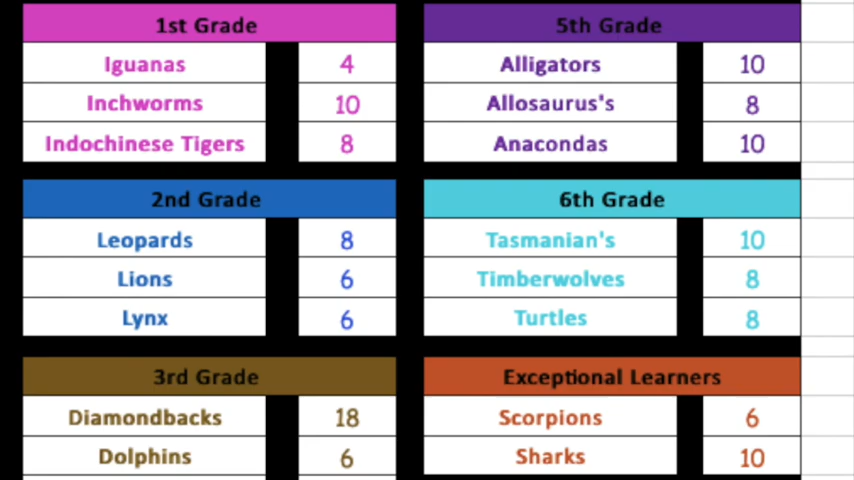 1st Grade
Iguanas 4
Inchworms 10
Indochinese Tigers 8
2nd Grade
Leopards 8
Lions 6
Lynx 6
3rd Grade
Diamondbacks 18
Dolphins 6
5th Grade
Alligators 10
Allosaurus's 8
Anacondas 10
6th Grade
Tasmanian's 10
Timberwolves 8
Turtles 8
Exceptional Learners
Scorpions 6
Sharks 10